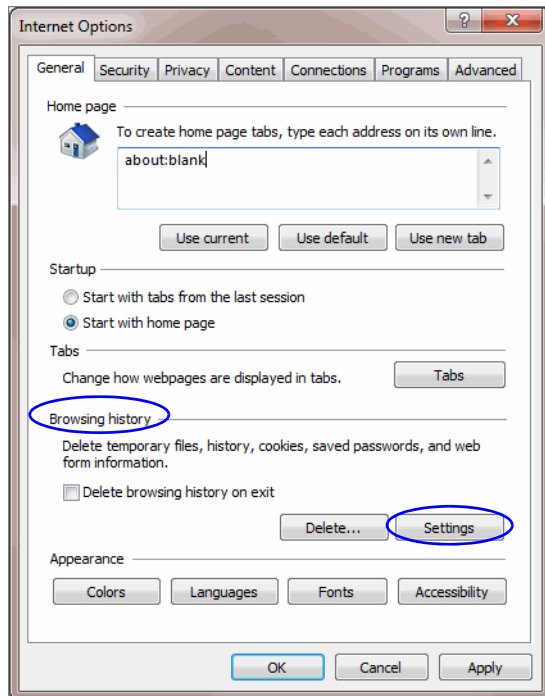 Internet Options
?
General Security Privacy Content Connections Programs Advanced
Home page
To create home page tabs, type each address on its own line.
about:blank
Use current Use default Use new tab
Startup
Start with tabs from the last session
Start with home page
Tabs
Change how webpages are displayed in tabs. Tabs
Browsing history
Delete temporary files, history, cookies, saved passwords, and web
form information.
Delete browsing history on exit
Delete... Settings
Appearance
Colors Languages Fonts Accessibility
OK Cancel Apply